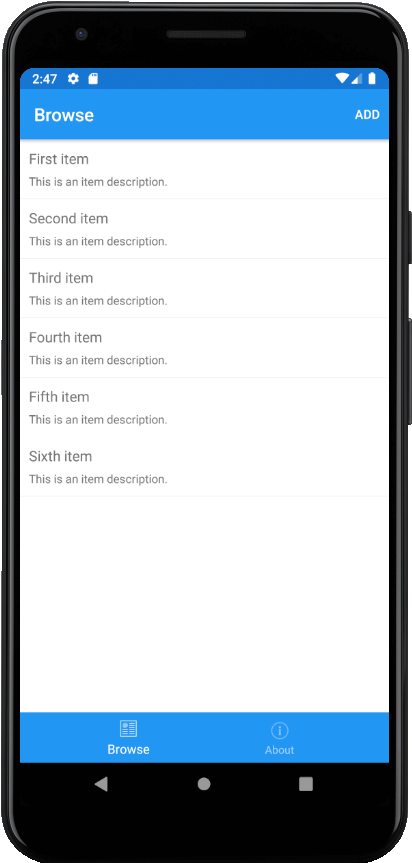 2:47
Browse
ADD
First item
This is an item description.
Second item
This is an item description.
Third item
This is an item description.
Fourth item
This is an item description.
Fifth item
This is an item description.
Sixth item
This is an item description.
Browse
About